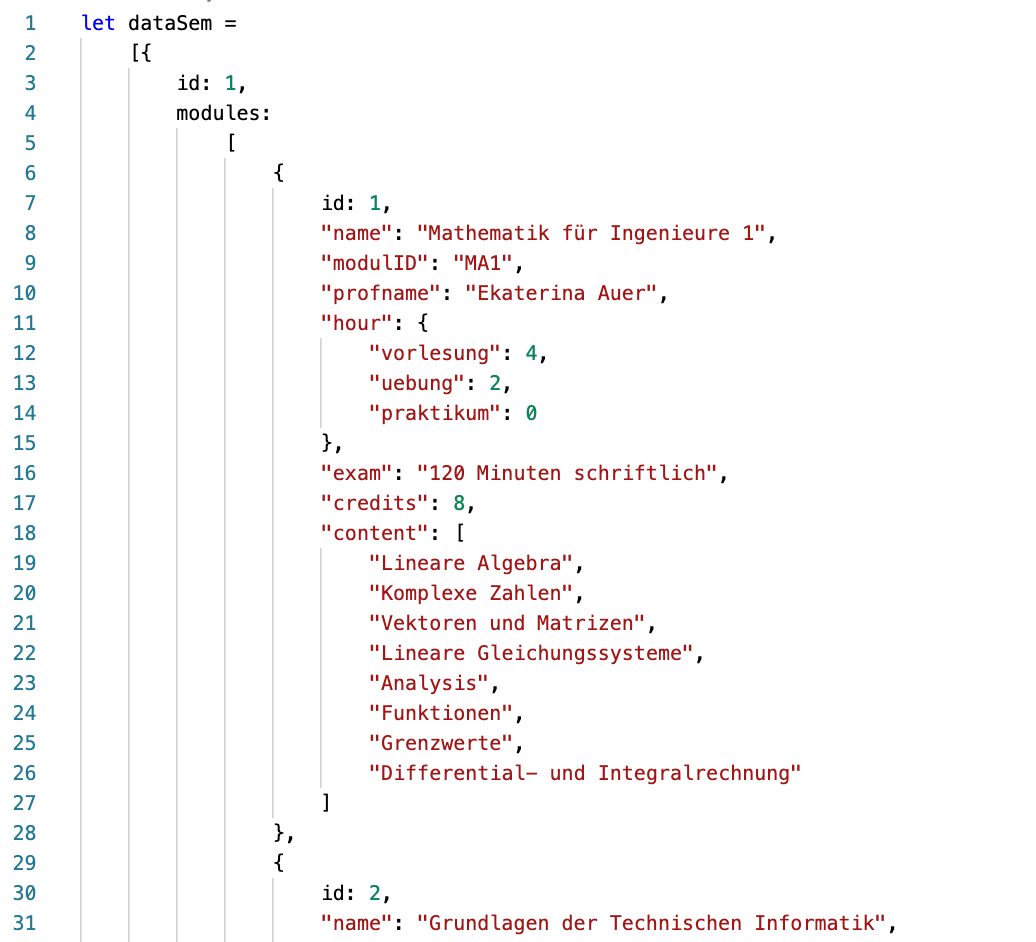 1 let dataSem =
2 [{
3 id: 1,
4 modules:
5 [
6 {
7 id: 1,
8 "name": "Mathematik für Ingenieure 1",
9 "modulID": "MA1",
10 "profname": "Ekaterina Auer",
11 "hour": {
12 "vorlesung": 4,
13 "uebung": 2,
14 "praktikum": 0
15 },
16 "exam": "120 Minuten schriftlich",
17 "credits": 8,
18 "content": [
19 "Lineare Algebra",
20 "Komplexe Zahlen",
21 "Vektoren und Matrizen",
22 "Lineare Gleichungssysteme",
23 "Analysis",
24 "Funktionen",
25 "Grenzwerte",
26 "Differential- und Integralrechnung"
27 ]
28 },
29 {
30 id: 2,
31 "name": "Grundlagen der Technischen Informatik",